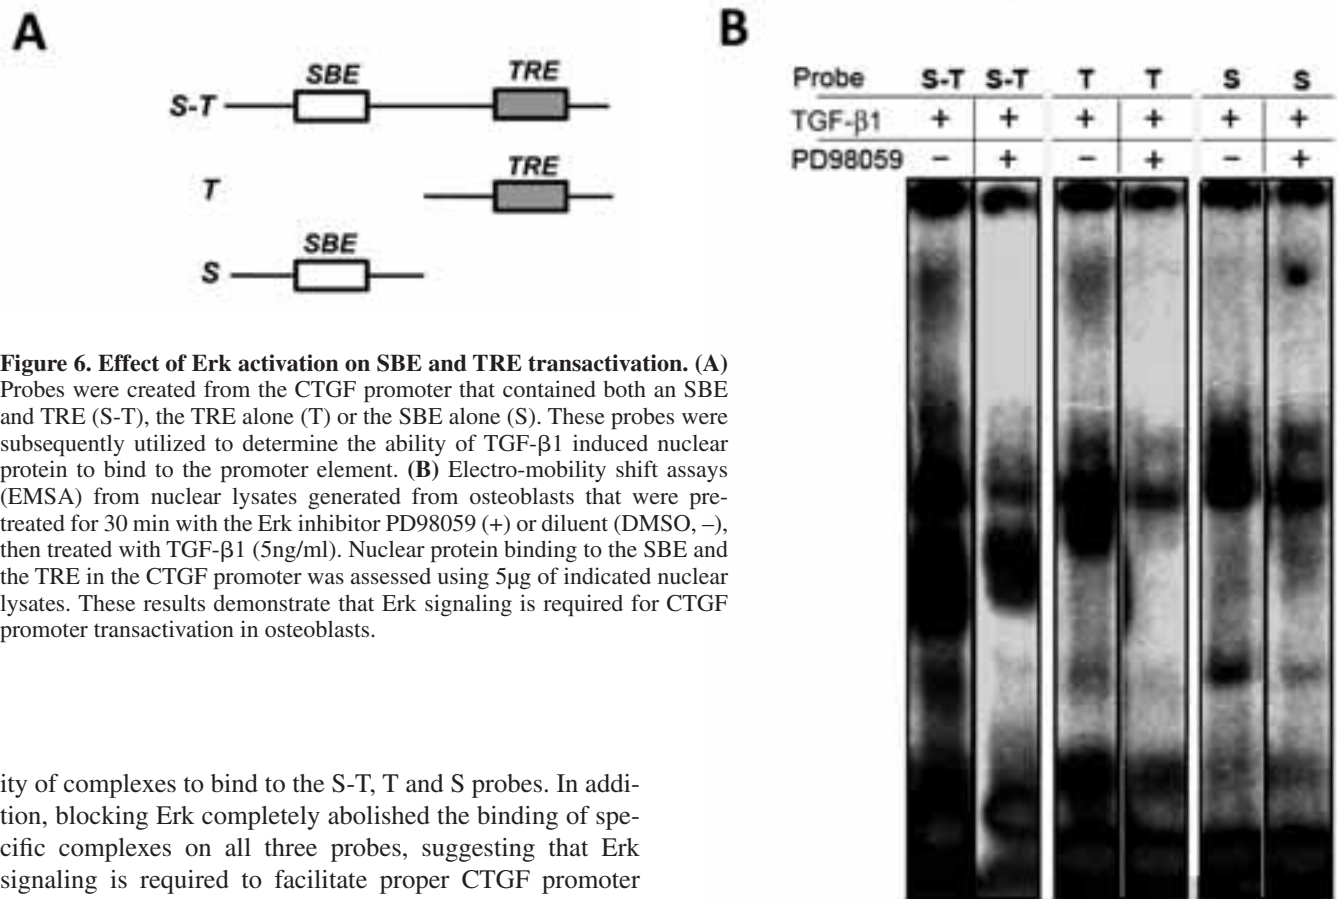 A
SBE
TRE
S-T
TRE
T
SBE
S
Figure 6. Effect of Erk activation on SBE and TRE transactivation. (A)
Probes were created from the CTGF promoter that contained both an SBE
and TRE (S-T), the TRE alone (T) or the SBE alone (S). These probes were
subsequently utilized to determine the ability of TGF-β1 induced nuclear
protein to bind to the promoter element. (B) Electro-mobility shift assays
(EMSA) from nuclear lysates generated from osteoblasts that were pre-
treated for 30 min with the Erk inhibitor PD98059 (+) or diluent (DMSO, –),
then treated with TGF-β1 (5ng/ml). Nuclear protein binding to the SBE and
the TRE in the CTGF promoter was assessed using 5µg of indicated nuclear
lysates. These results demonstrate that Erk signaling is required for CTGF
promoter transactivation in osteoblasts.
ity of complexes to bind to the S-T, T and S probes. In addi-
tion, blocking Erk completely abolished the binding of spe-
cific complexes on all three probes, suggesting that Erk
signaling is required to facilitate proper CTGF promoter
B
Probe S-T S-T T T S S
TGF-β1 + + + + + +
PD98059 – + – + – +